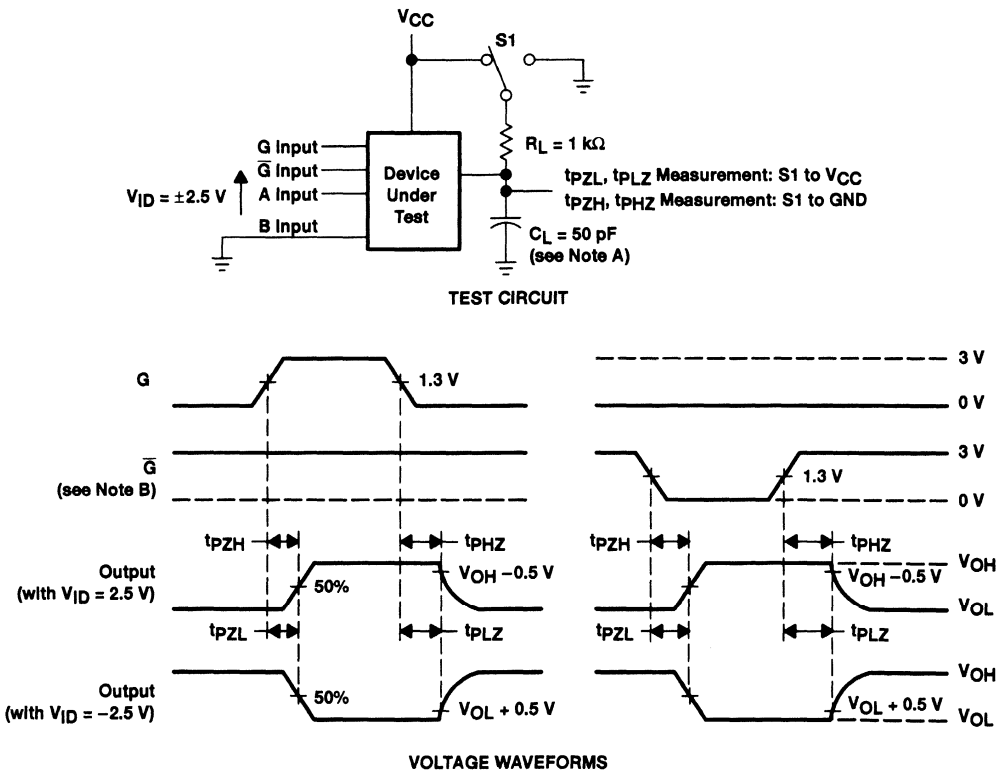 VCC
S1
RL = 1 kΩ
G Input
G̅ Input
A Input
B Input
VID = ±2.5 V
Device
Under
Test
tPZL, tPLZ Measurement: S1 to VCC
tPZH, tPHZ Measurement: S1 to GND
CL = 50 pF
(see Note A)
TEST CIRCUIT
G
1.3 V
3 V
0 V
G̅
(see Note B)
1.3 V
3 V
0 V
tPZH
tPHZ
tPZH
tPHZ
Output
(with VID = 2.5 V)
50%
VOH – 0.5 V
VOH – 0.5 V
VOH
VOL
tPZL
tPLZ
tPZL
tPLZ
Output
(with VID = –2.5 V)
50%
VOL + 0.5 V
VOL + 0.5 V
VOH
VOL
VOLTAGE WAVEFORMS